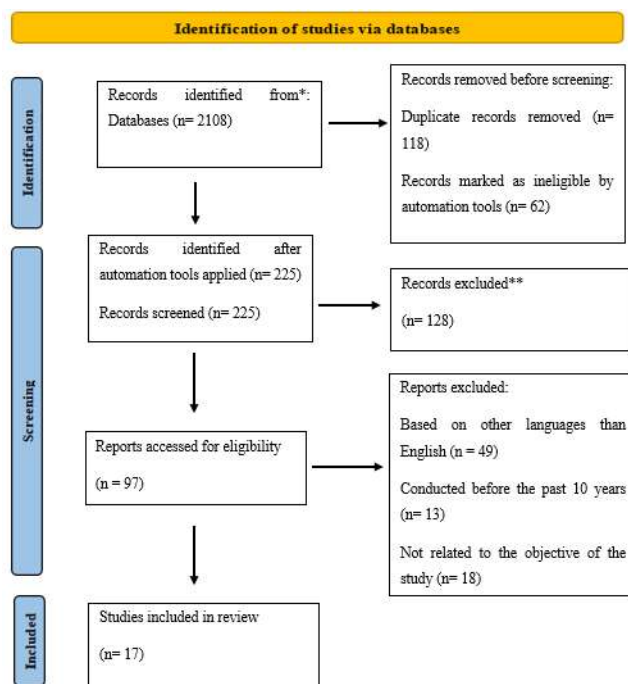 Identification of studies via databases
Identification
Records identified from*:
Databases (n= 2108)
Records removed before screening:
Duplicate records removed (n=
118)
Records marked as ineligible by
automation tools (n= 62)
Screening
Records identified after
automation tools applied (n= 225)
Records screened (n= 225)
Records excluded**
(n= 128)
Reports accessed for eligibility
(n = 97)
Reports excluded:
Based on other languages than
English (n = 49)
Conducted before the past 10 years
(n= 13)
Not related to the objective of the
study (n= 18)
Included
Studies included in review
(n= 17)